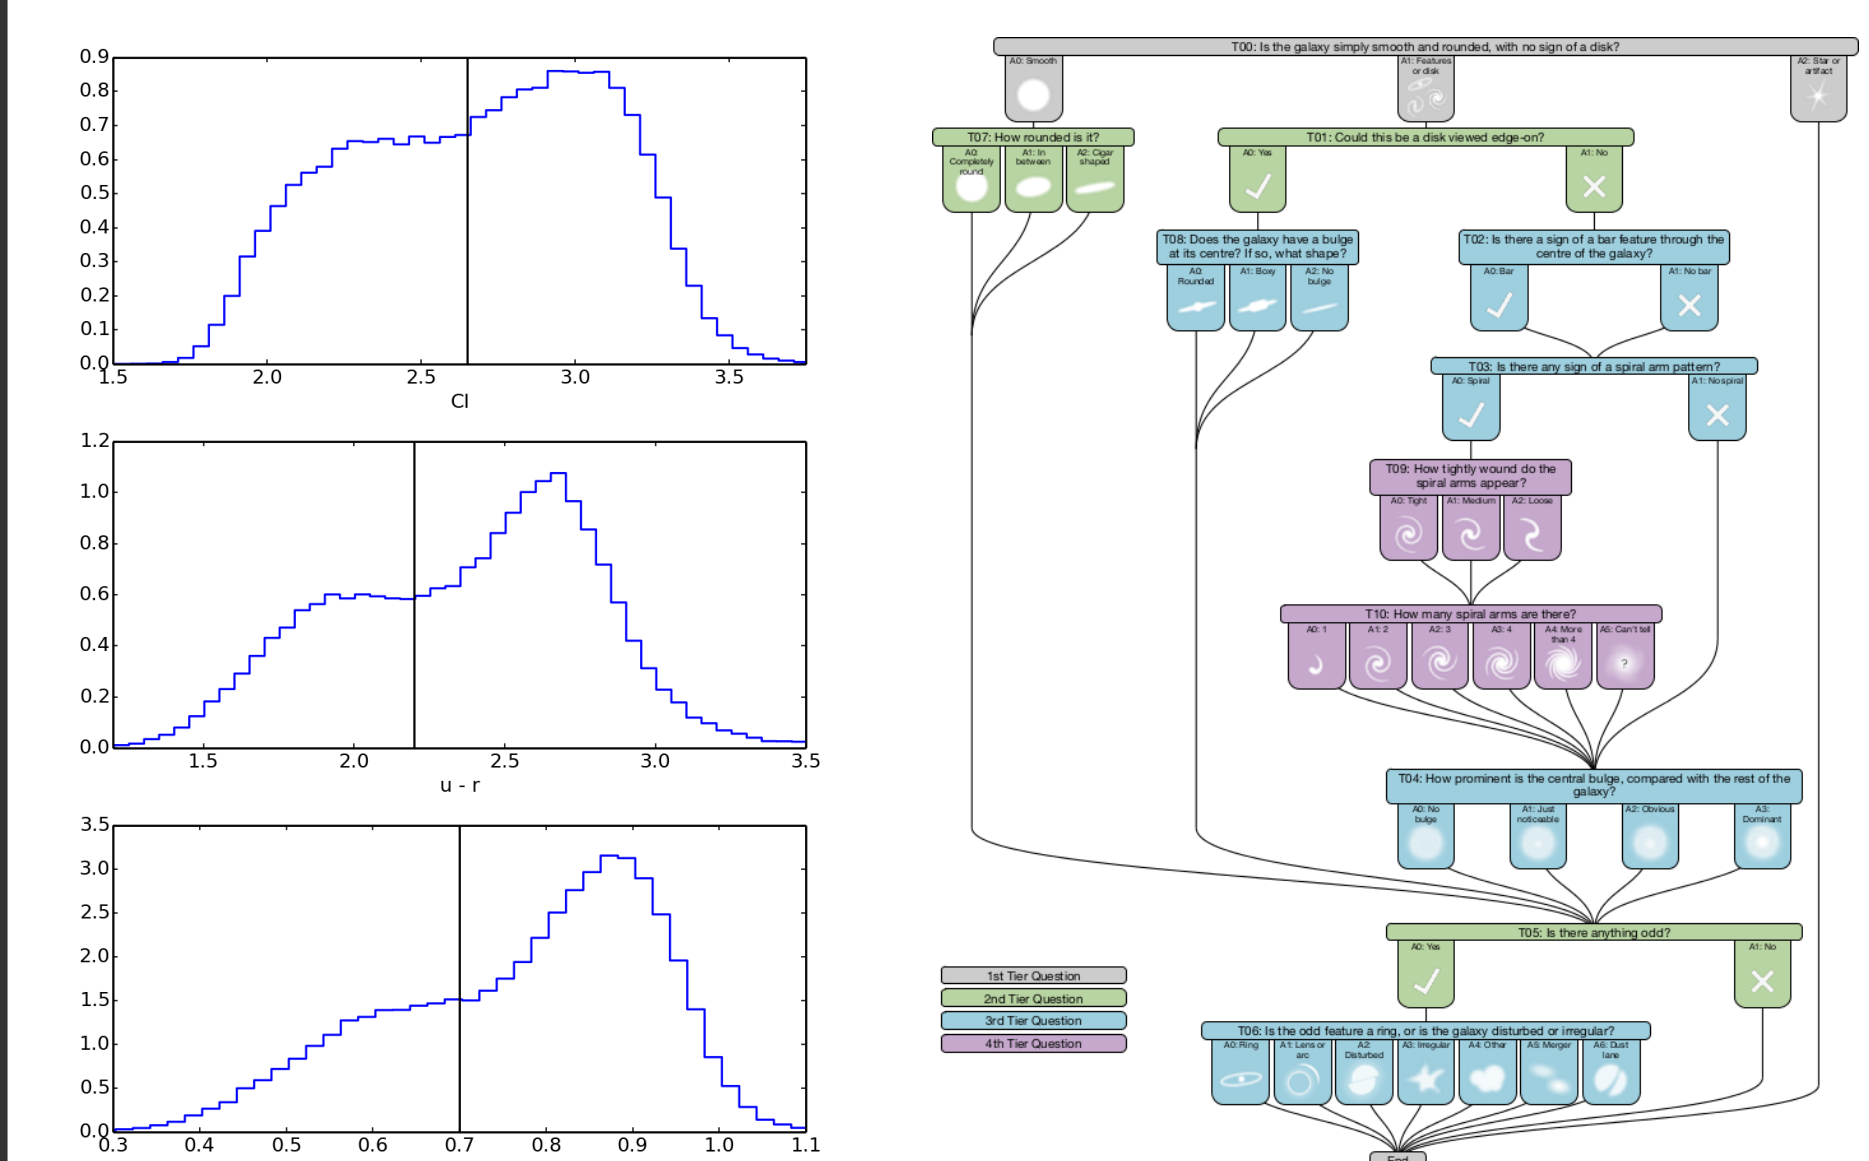 0.9
0.8
0.7
0.6
0.5
0.4
0.3
0.2
0.1
0.0
1.5 2.0 2.5 3.0 3.5
CI
1.2
1.0
0.8
0.6
0.4
0.2
0.0
1.5 2.0 2.5 3.0 3.5
u - r
3.5
3.0
2.5
2.0
1.5
1.0
0.5
0.0
0.3 0.4 0.5 0.6 0.7 0.8 0.9 1.0 1.1
T00: Is the galaxy simply smooth and rounded, with no sign of a disk?
A0: Smooth
A1: Features
or disk
A2: Star or
artifact
T07: How rounded is it?
A0:
Completely
round
A1: In
between
A2: Cigar
shaped
T01: Could this be a disk viewed edge-on?
A0: Yes
A1: No
T08: Does the galaxy have a bulge
at its centre? If so, what shape?
A0:
Rounded
A1: Boxy
A2: No
bulge
T02: Is there a sign of a bar feature through the
centre of the galaxy?
A0: Bar
A1: No bar
T03: Is there any sign of a spiral arm pattern?
A0: Spiral
A1: No spiral
T09: How tightly wound do the
spiral arms appear?
A0: Tight
A1: Medium
A2: Loose
T10: How many spiral arms are there?
A0: 1
A1: 2
A2: 3
A3: 4
A4: More
than 4
A5: Can't tell
?
T04: How prominent is the central bulge, compared with the rest of the
galaxy?
A0: No
bulge
A1: Just
noticeable
A2: Obvious
A3:
Dominant
T05: Is there anything odd?
A0: Yes
A1: No
T06: Is the odd feature a ring, or is the galaxy disturbed or irregular?
A0: Ring
A1: Lens or
arc
A2:
Disturbed
A3: Irregular
A4: Other
A5: Merger
A6: Dust
lane
End
1st Tier Question
2nd Tier Question
3rd Tier Question
4th Tier Question